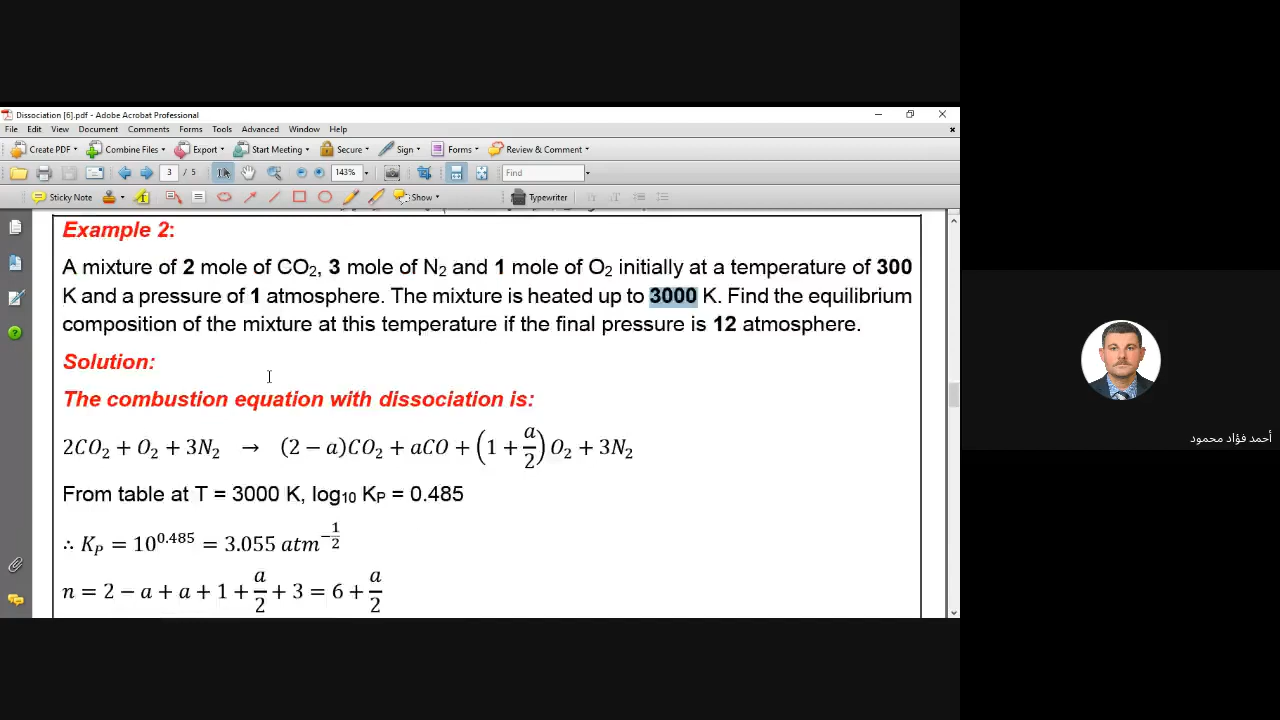 Dissociation [6].pdf - Adobe Acrobat Professional
File Edit View Document Comments Forms Tools Advanced Window Help
Create PDF Combine Files Export Start Meeting Secure Sign Forms Review & Comment
3 / 5 143% Find
Sticky Note Show Typewriter
Example 2:
A mixture of 2 mole of CO₂, 3 mole of N₂ and 1 mole of O₂ initially at a temperature of 300
K and a pressure of 1 atmosphere. The mixture is heated up to 3000 K. Find the equilibrium
composition of the mixture at this temperature if the final pressure is 12 atmosphere.
Solution:
The combustion equation with dissociation is:
2CO₂ + O₂ + 3N₂ → (2 − a)CO₂ + aCO + (1 + a/2) O₂ + 3N₂
From table at T = 3000 K, log₁₀ K_P = 0.485
∴ K_P = 10^0.485 = 3.055 atm^(−1/2)
n = 2 − a + a + 1 + a/2 + 3 = 6 + a/2
أحمد فؤاد محمود